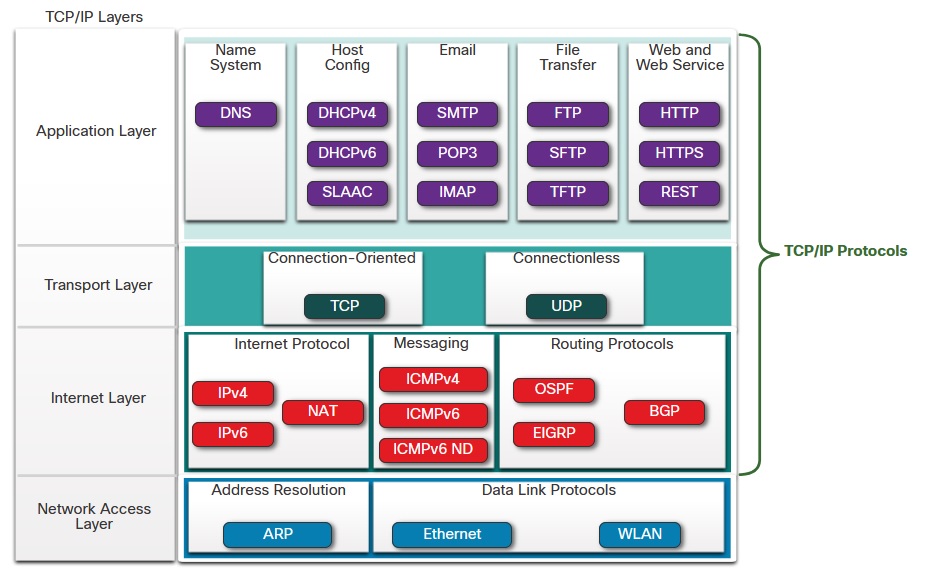 TCP/IP Layers
Application Layer
Name
System
DNS
Host
Config
DHCPv4
DHCPv6
SLAAC
Email
SMTP
POP3
IMAP
File
Transfer
FTP
SFTP
TFTP
Web and
Web Service
HTTP
HTTPS
REST
TCP/IP Protocols
Transport Layer
Connection-Oriented
TCP
Connectionless
UDP
Internet Layer
Internet Protocol
IPv4
NAT
IPv6
Messaging
ICMPv4
ICMPv6
ICMPv6 ND
Routing Protocols
OSPF
BGP
EIGRP
Network Access
Layer
Address Resolution
ARP
Data Link Protocols
Ethernet
WLAN